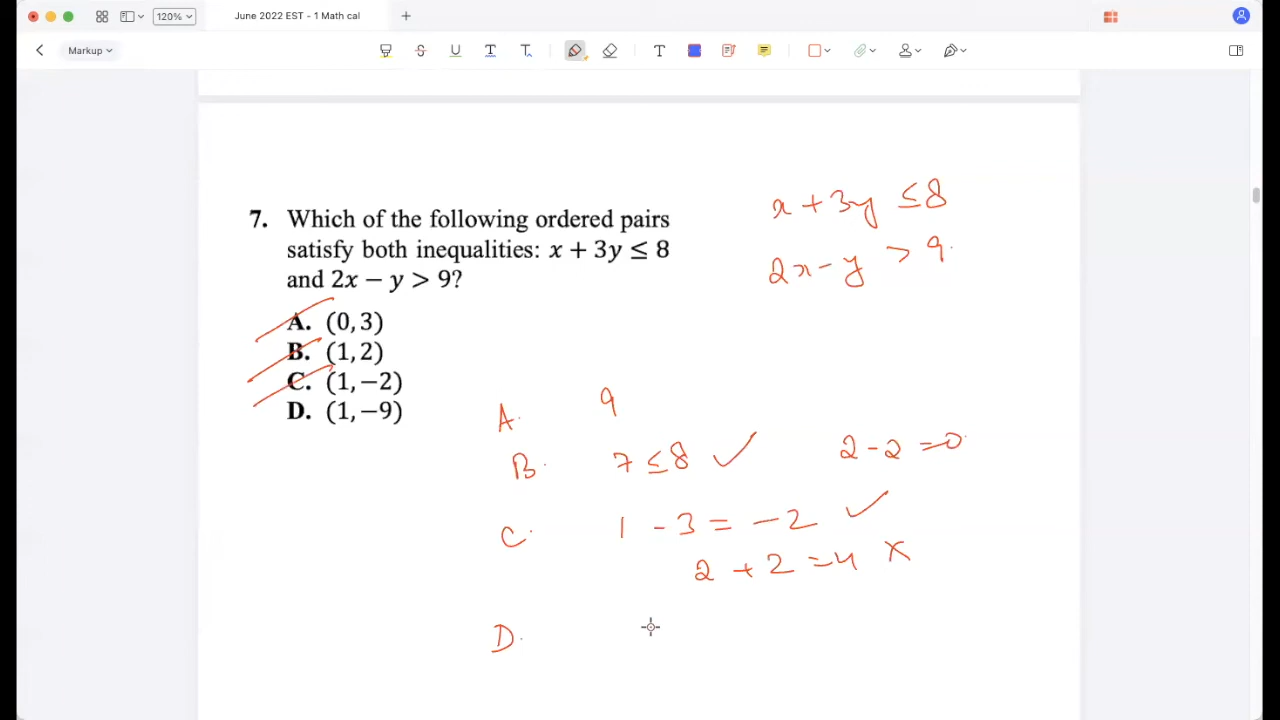 120%
June 2022 EST - 1 Math cal
Markup
7. Which of the following ordered pairs
satisfy both inequalities: x + 3y ≤ 8
and 2x − y > 9?
A. (0, 3)
B. (1, 2)
C. (1, −2)
D. (1, −9)
x + 3y ≤ 8
2x - y > 9.
A. 9
B. 7 ≤ 8 ✓ 2 - 2 = 0
C. 1 - 3 = -2 ✓
2 + 2 = 4 ×
D.